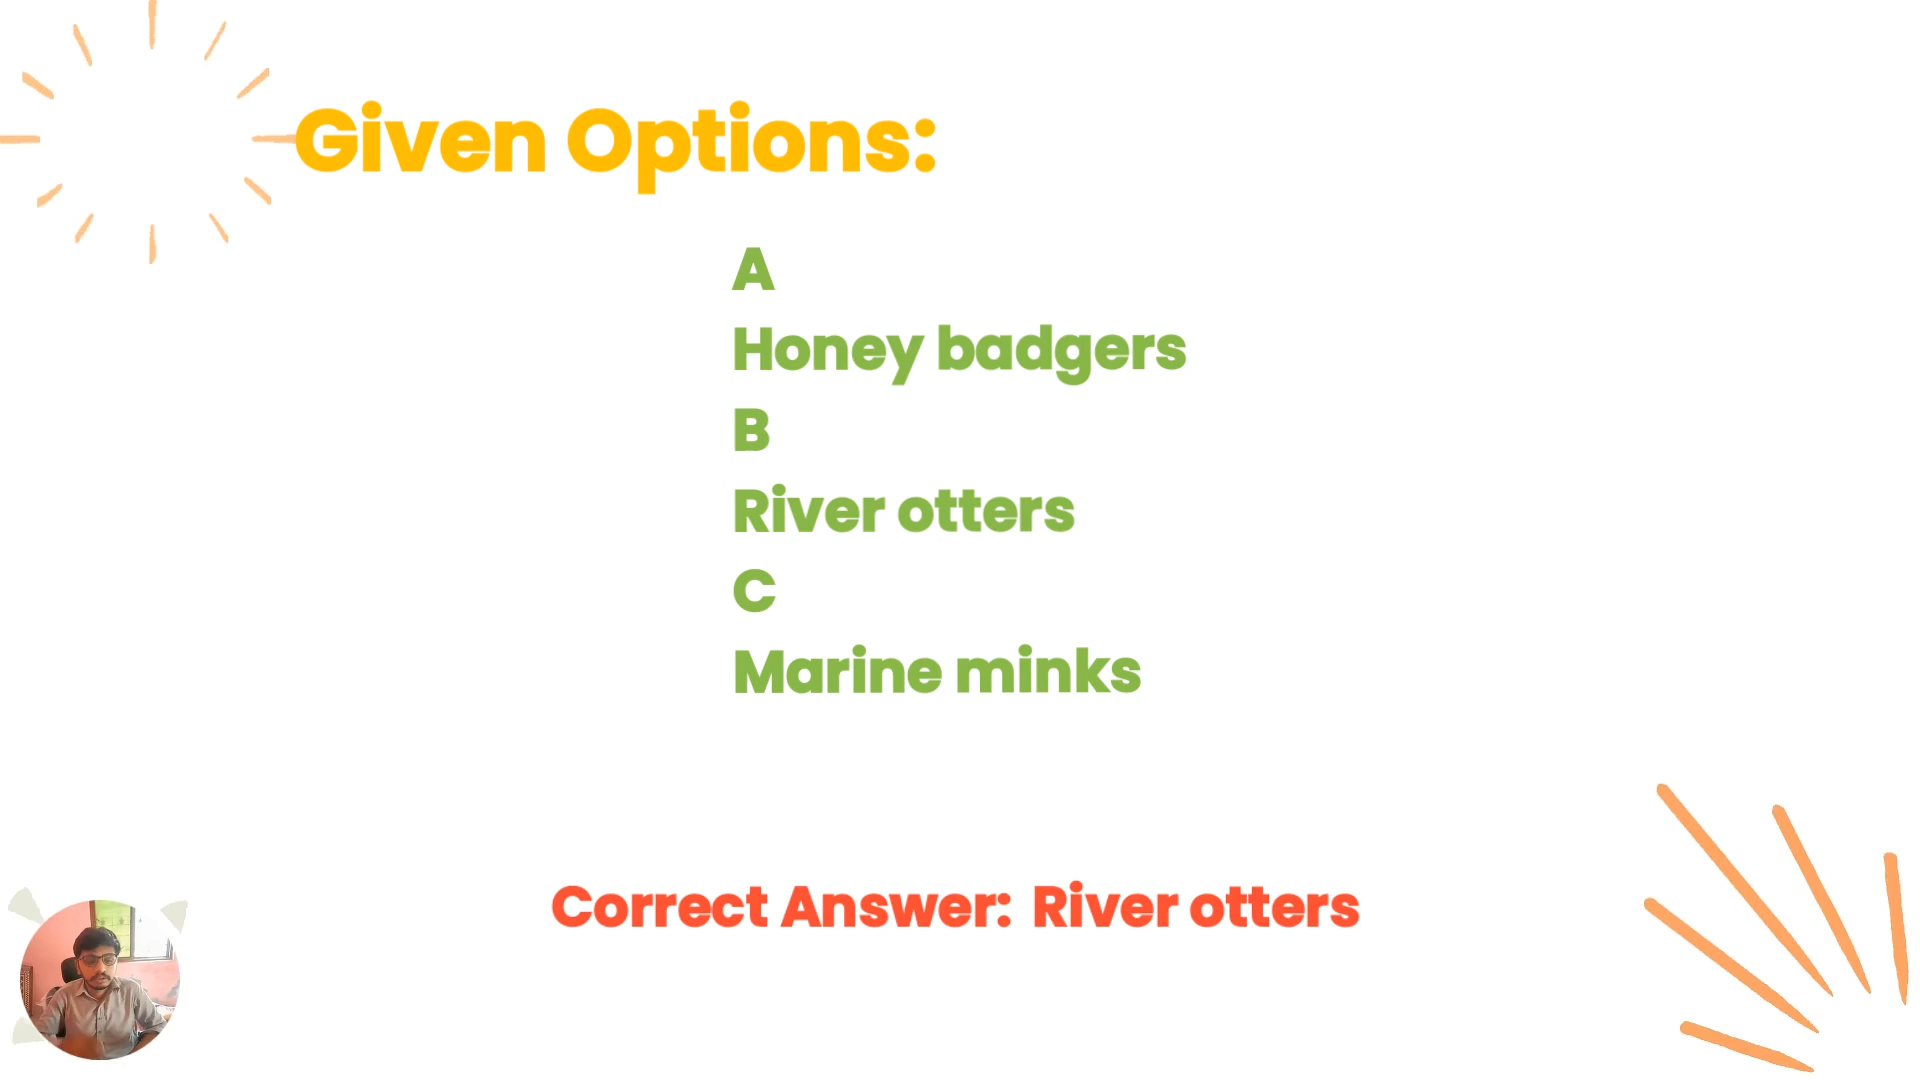 Given Options:
A
Honey badgers
B
River otters
C
Marine minks
Correct Answer: River otters